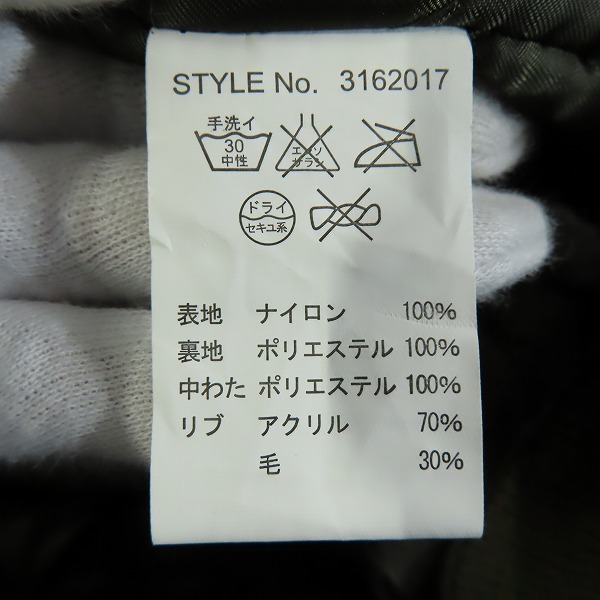 STYLE No. 3162017
手洗イ
30
中性
エンソ
サラシ
ドライ
セキユ系
表地 ナイロン 100%
裏地 ポリエステル 100%
中わた ポリエステル 100%
リブ アクリル 70%
毛 30%